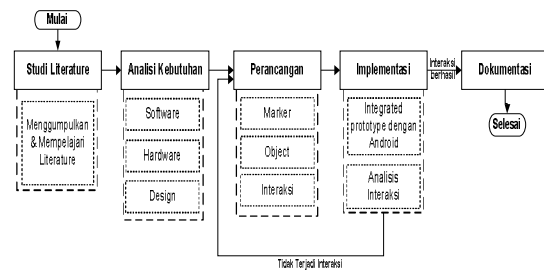 Mulai
Studi Literature
Analisi Kebutuhan
Perancangan
Implementasi
Interaksi
berhasil
Dokumentasi
Menggumpulkan
& Mempelajari
Literature
Software
Hardware
Design
Marker
Object
Interaksi
Integrated
prototype dengan
Android
Analisis
Interaksi
Selesai
Tidak Terjadi Interaksi